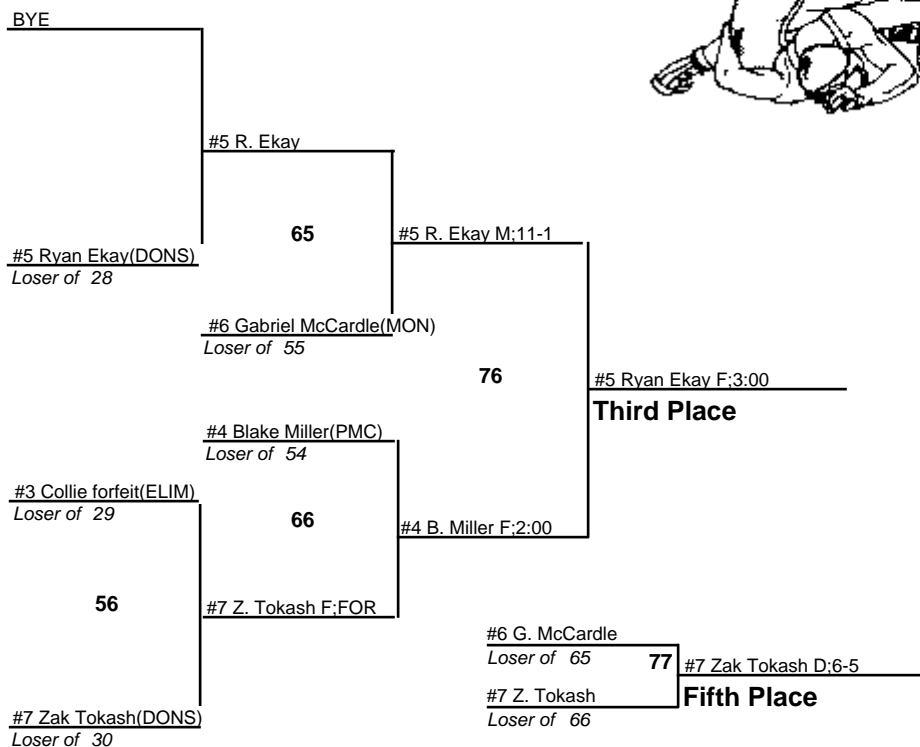 BYE
#5 R. Ekay
65
#5 Ryan Ekay(DONS)
Loser of 28
#5 R. Ekay M;11-1
#6 Gabriel McCardle(MON)
Loser of 55
76
#5 Ryan Ekay F;3:00
Third Place
#4 Blake Miller(PMC)
Loser of 54
#3 Collie forfeit(ELIM)
Loser of 29
66
#4 B. Miller F;2:00
56
#7 Z. Tokash F;FOR
#7 Zak Tokash(DONS)
Loser of 30
#6 G. McCardle
Loser of 65
77
#7 Zak Tokash D;6-5
Fifth Place
#7 Z. Tokash
Loser of 66